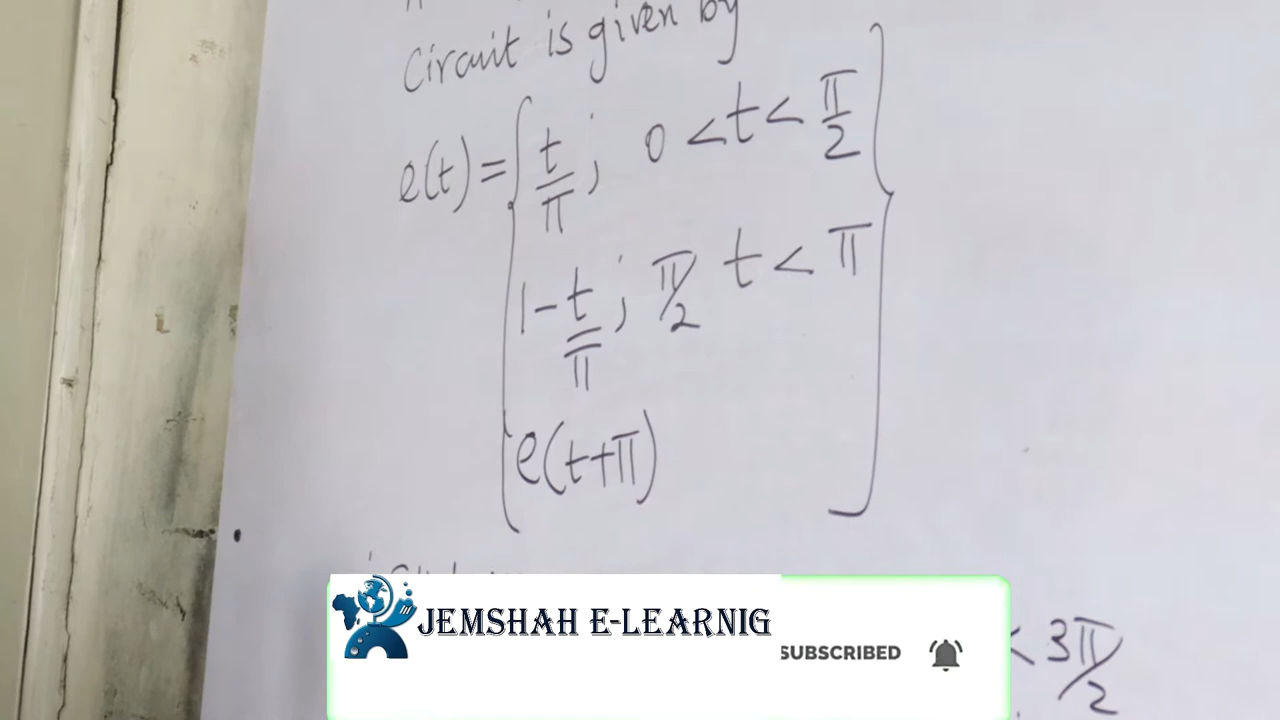 Circuit is given by
e(t) = { t/π ; 0 < t < π/2
1 - t/π ; π/2 t < π
e(t+π) }
< 3π/2
JEMSHAH E-LEARNIG
SUBSCRIBED